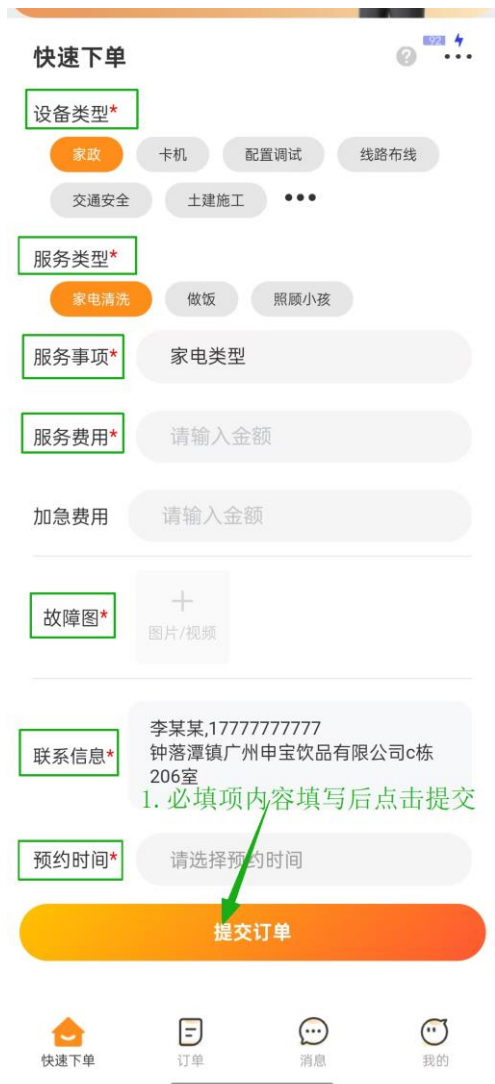 快速下单
92
设备类型*
家政 卡机 配置调试 线路布线
交通安全 土建施工
服务类型*
家电清洗 做饭 照顾小孩
服务事项* 家电类型
服务费用* 请输入金额
加急费用 请输入金额
故障图* 图片/视频
李某某,17777777777
联系信息* 钟落潭镇广州申宝饮品有限公司c栋
206室
1.必填项内容填写后点击提交
预约时间* 请选择预约时间
提交订单
快速下单 订单 消息 我的